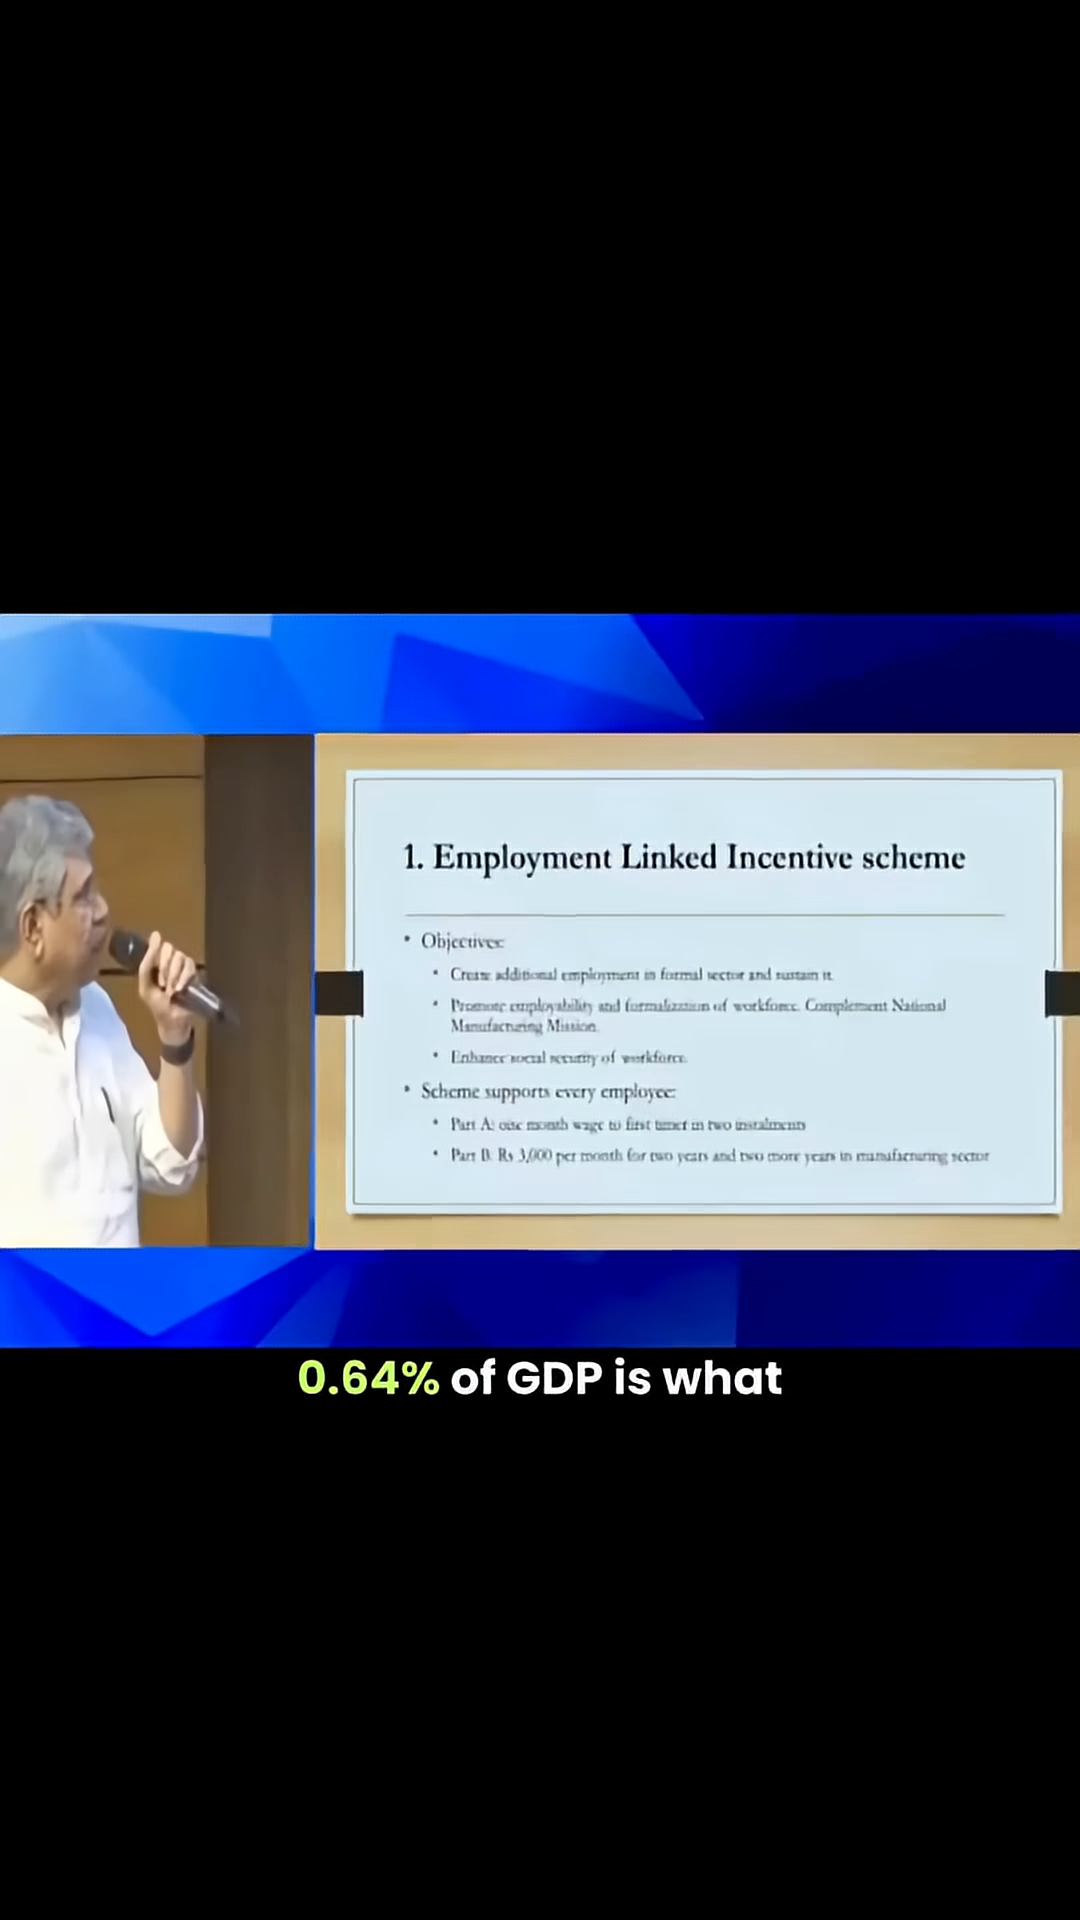 1. Employment Linked Incentive scheme
• Objectives:
• Create additional employment in formal sector and sustain it.
• Promote employability and formalization of workforce. Complement National
Manufacturing Mission.
• Enhance social security of workforce.
• Scheme supports every employee:
• Part A: one month wage to first timer in two instalments
• Part B: Rs 3,000 per month for two years and two more years in manufacturing sector
0.64% of GDP is what